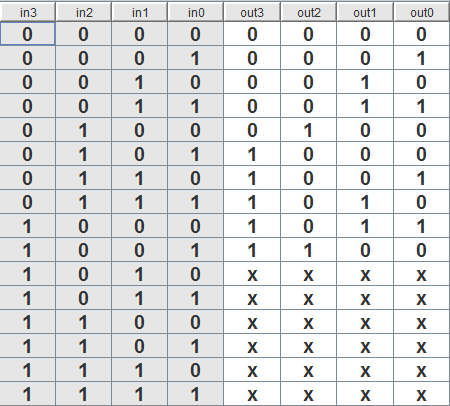 in3 in2 in1 in0 out3 out2 out1 out0
0 0 0 0 0 0 0 0
0 0 0 1 0 0 0 1
0 0 1 0 0 0 1 0
0 0 1 1 0 0 1 1
0 1 0 0 0 1 0 0
0 1 0 1 1 0 0 0
0 1 1 0 1 0 0 1
0 1 1 1 1 0 1 0
1 0 0 0 1 0 1 1
1 0 0 1 1 1 0 0
1 0 1 0 x x x x
1 0 1 1 x x x x
1 1 0 0 x x x x
1 1 0 1 x x x x
1 1 1 0 x x x x
1 1 1 1 x x x x